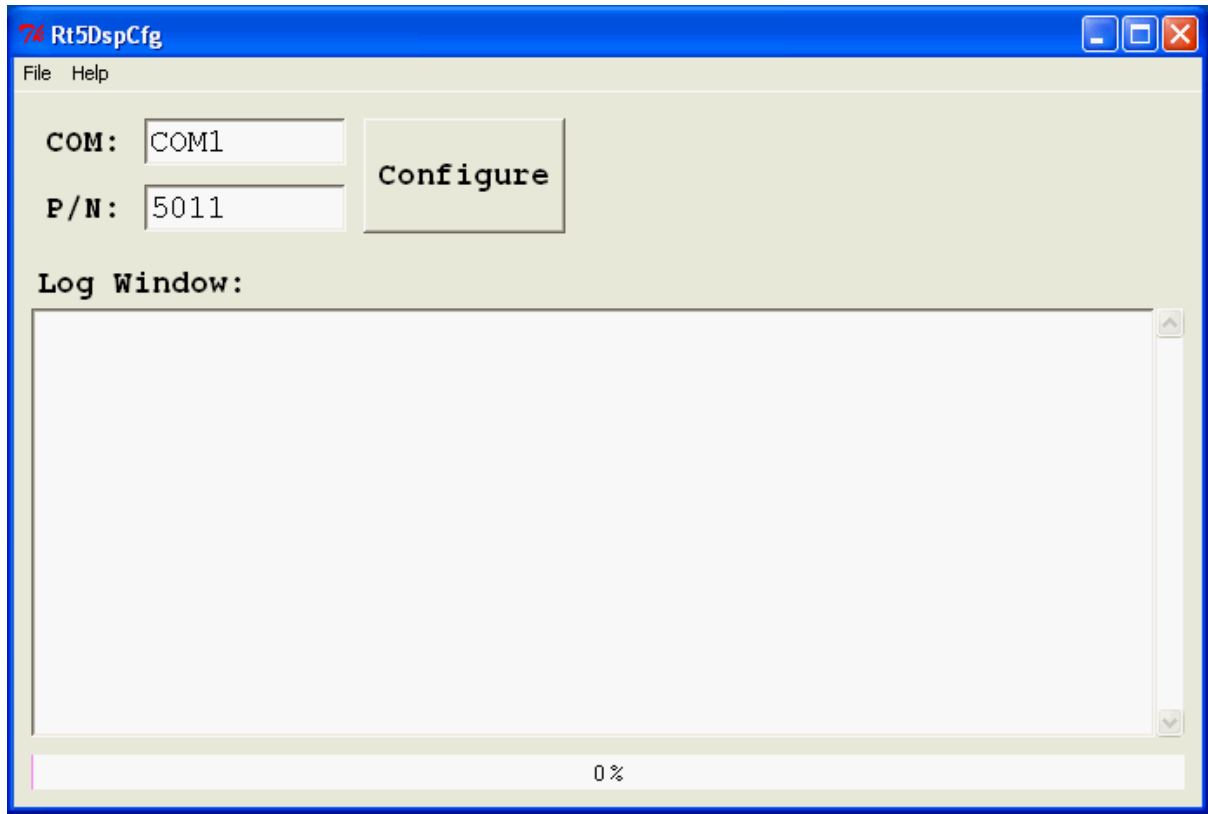 Rt5DspCfg
File Help
COM: COM1
P/N: 5011
Configure
Log Window:
0%